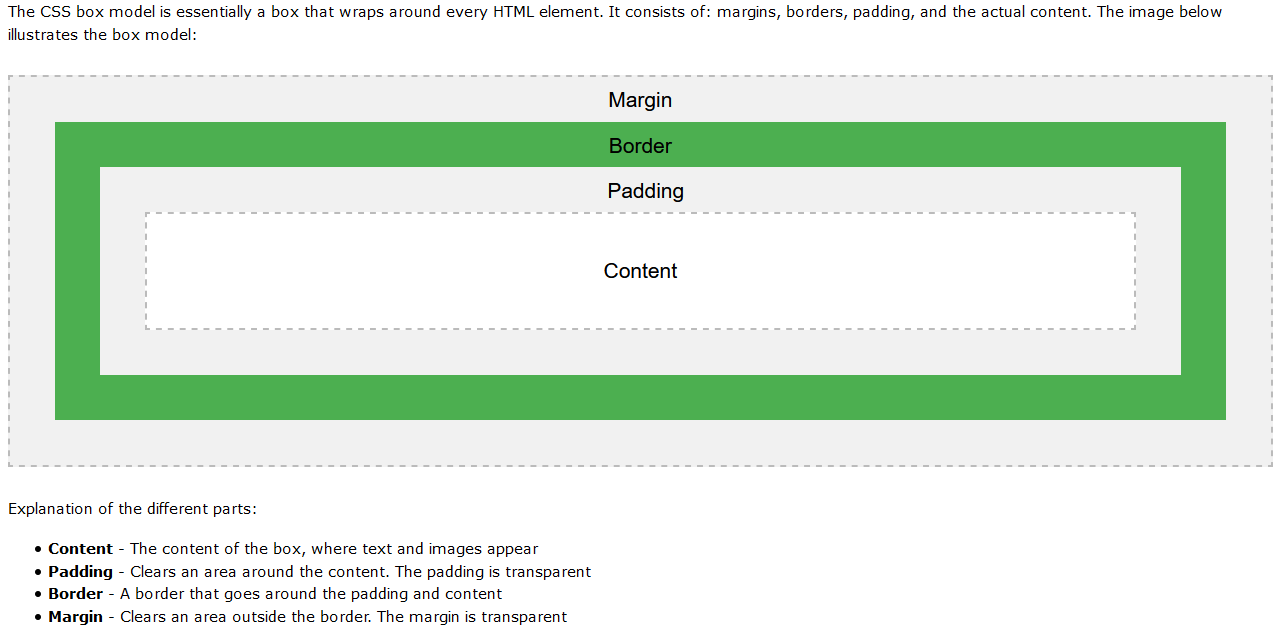 The CSS box model is essentially a box that wraps around every HTML element. It consists of: margins, borders, padding, and the actual content. The image below
illustrates the box model:
Margin
Border
Padding
Content
Explanation of the different parts:
• Content - The content of the box, where text and images appear
• Padding - Clears an area around the content. The padding is transparent
• Border - A border that goes around the padding and content
• Margin - Clears an area outside the border. The margin is transparent